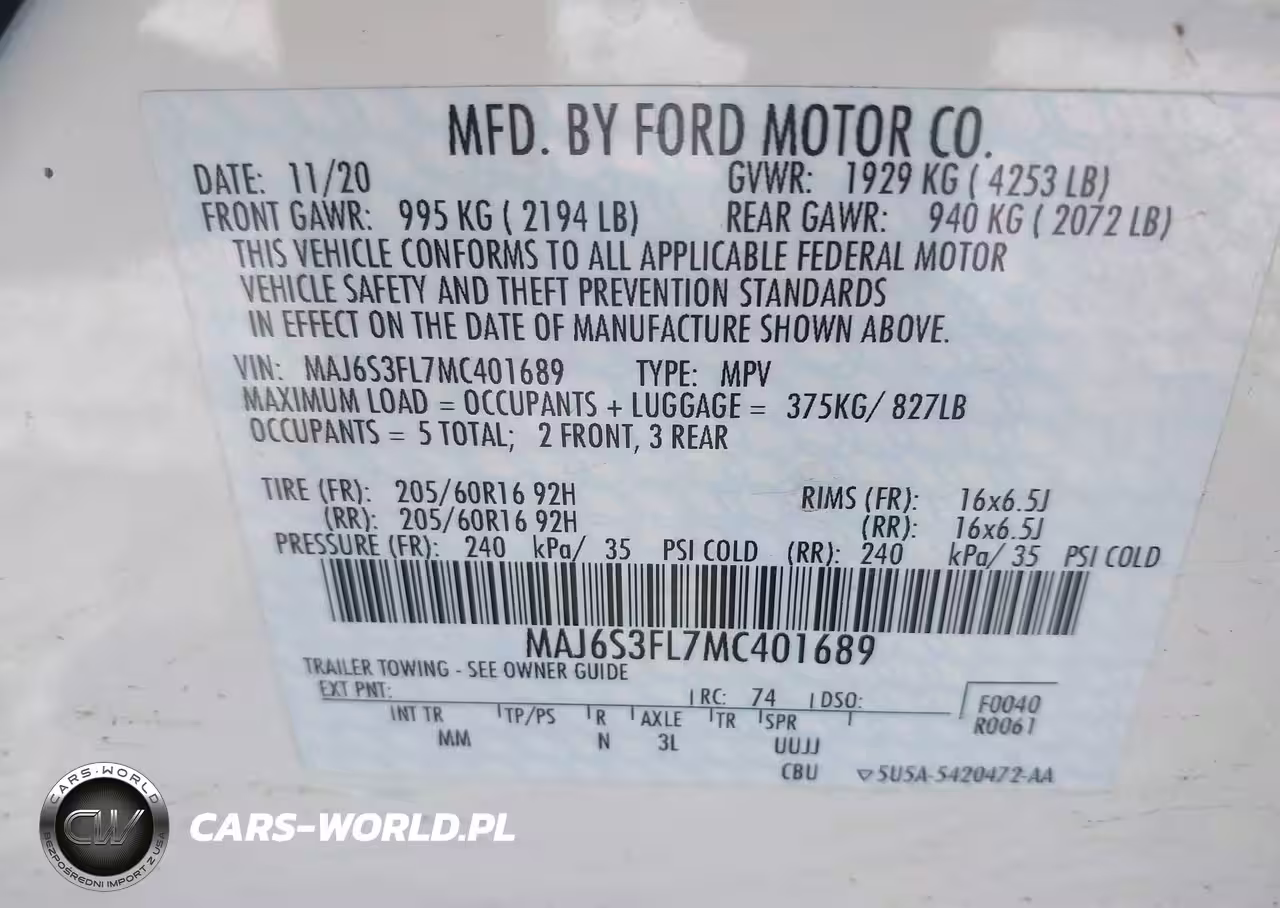 MFD. BY FORD MOTOR CO.
DATE: 11/20 GVWR: 1929 KG ( 4253 LB)
FRONT GAWR: 995 KG ( 2194 LB) REAR GAWR: 940 KG ( 2072 LB)
THIS VEHICLE CONFORMS TO ALL APPLICABLE FEDERAL MOTOR
VEHICLE SAFETY AND THEFT PREVENTION STANDARDS
IN EFFECT ON THE DATE OF MANUFACTURE SHOWN ABOVE.
VIN: MAJ6S3FL7MC401689 TYPE: MPV
MAXIMUM LOAD = OCCUPANTS + LUGGAGE = 375KG/ 827LB
OCCUPANTS = 5 TOTAL; 2 FRONT, 3 REAR
TIRE (FR): 205/60R16 92H RIMS (FR): 16x6.5J
(RR): 205/60R16 92H (RR): 16x6.5J
PRESSURE (FR): 240 kPa/ 35 PSI COLD (RR): 240 kPa/ 35 PSI COLD
MAJ6S3FL7MC401689
TRAILER TOWING - SEE OWNER GUIDE
EXT PNT: RC: 74 DSO: F0040
R0061
INT TR TP/PS R AXLE TR SPR
MM N 3L UUJJ
CBU 5U5A-5420472-AA
CARS-WORLD
CW
BEZPOŚREDNI IMPORT Z USA
CARS-WORLD.PL